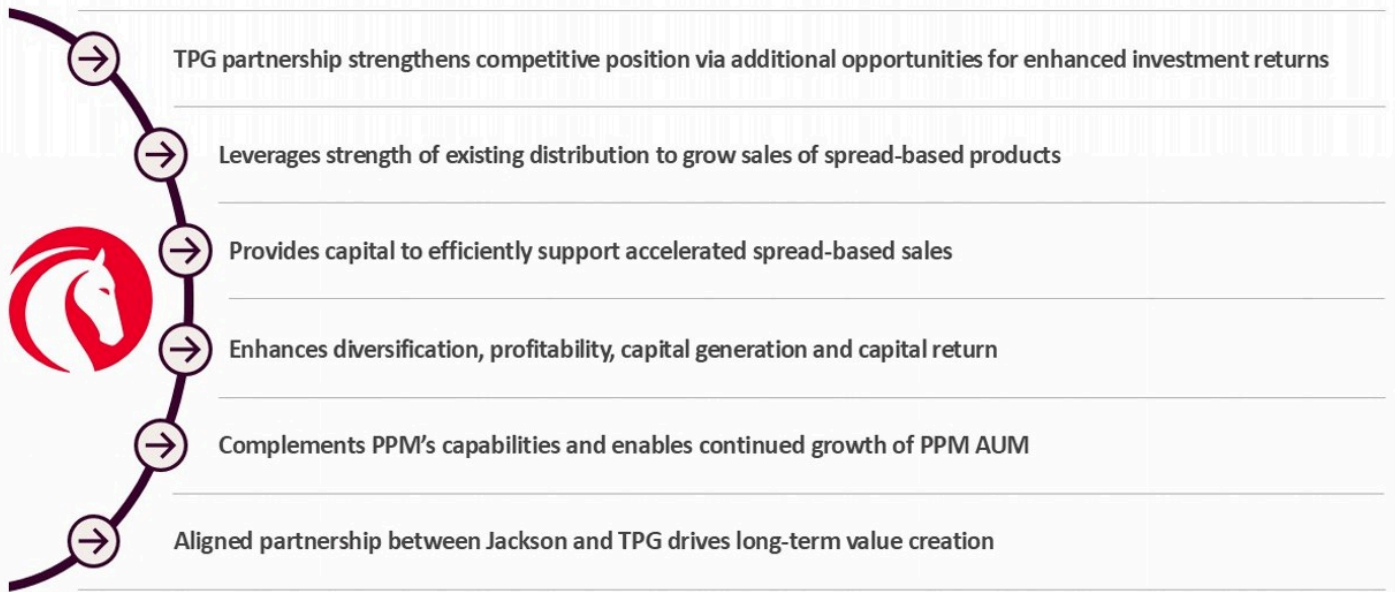 TPG partnership strengthens competitive position via additional opportunities for enhanced investment returns
Leverages strength of existing distribution to grow sales of spread-based products
Provides capital to efficiently support accelerated spread-based sales
Enhances diversification, profitability, capital generation and capital return
Complements PPM’s capabilities and enables continued growth of PPM AUM
Aligned partnership between Jackson and TPG drives long-term value creation